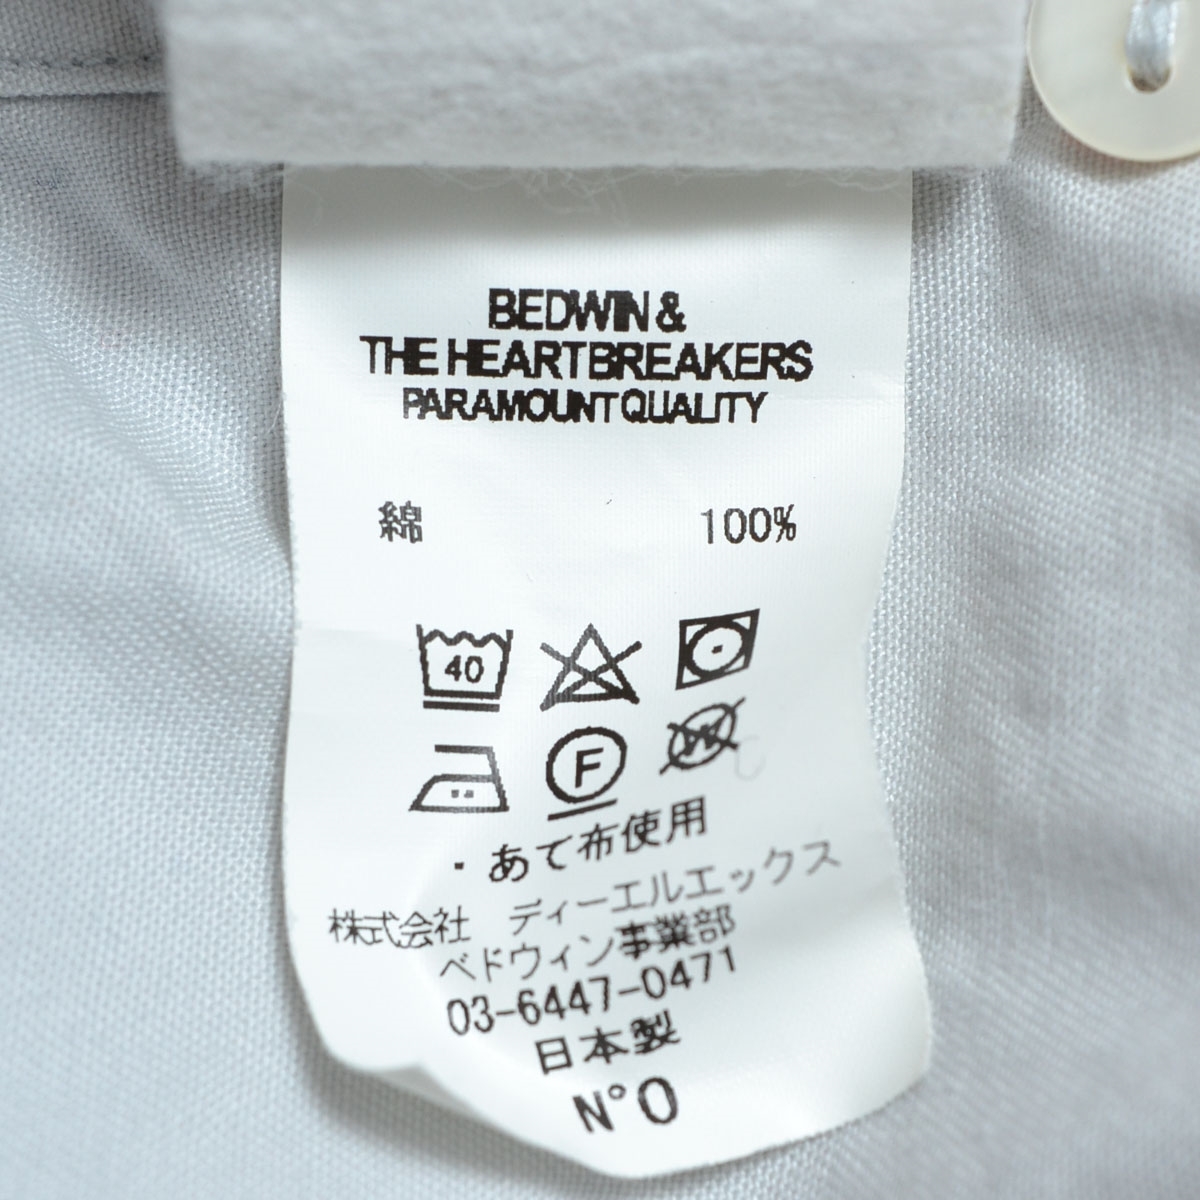 BEDWIN &
THE HEARTBREAKERS
PARAMOUNT QUALITY
綿 100%
40
F W
・あて布使用
株式会社 ディーエルエックス
ベドウィン事業部
03-6447-0471
日本製
N°0